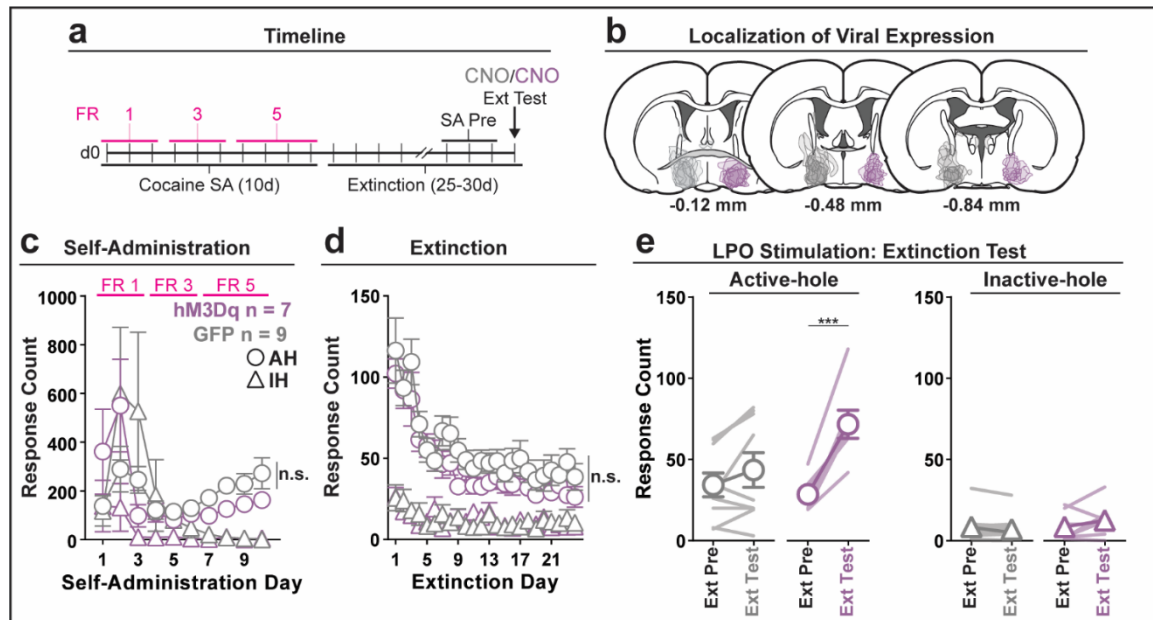 a
Timeline
CNO/CNO
Ext Test
FR 1 3 5
SA Pre
d0
Cocaine SA (10d)
Extinction (25-30d)
b
Localization of Viral Expression
-0.12 mm
-0.48 mm
-0.84 mm
c
Self-Administration
FR 1 FR 3 FR 5
1000
800
600
400
200
0
Response Count
hM3Dq n = 7
GFP n = 9
AH
IH
n.s.
1 3 5 7 9
Self-Administration Day
d
Extinction
150
100
50
0
Response Count
n.s.
1 5 9 13 17 21
Extinction Day
e
LPO Stimulation: Extinction Test
Active-hole
Inactive-hole
150
100
50
0
Response Count
***
Ext Pre
Ext Test
Ext Pre
Ext Test
150
100
50
0
Ext Pre
Ext Test
Ext Pre
Ext Test